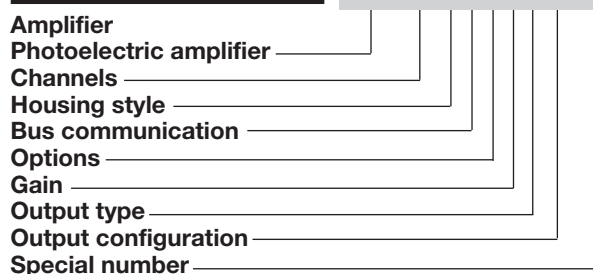 Amplifier
Photoelectric amplifier
Channels
Housing style
Bus communication
Options
Gain
Output type
Output configuration
Special number